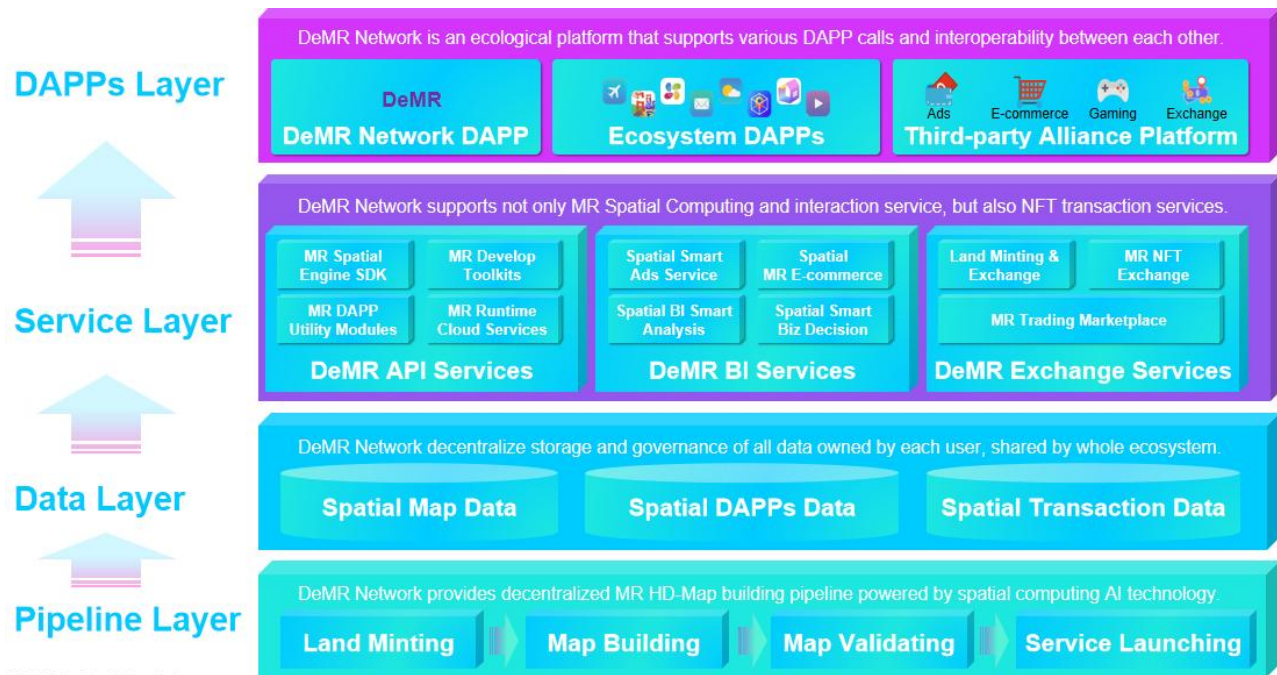 DAPPs Layer
DeMR Network is an ecological platform that supports various DAPP calls and interoperability between each other.
DeMR
DeMR Network DAPP
Ecosystem DAPPs
Ads
E-commerce
Gaming
Exchange
Third-party Alliance Platform
Service Layer
DeMR Network supports not only MR Spatial Computing and interaction service, but also NFT transaction services.
MR Spatial
Engine SDK
MR Develop
Toolkits
MR DAPP
Utility Modules
MR Runtime
Cloud Services
DeMR API Services
Spatial Smart
Ads Service
Spatial
MR E-commerce
Spatial BI Smart
Analysis
Spatial Smart
Biz Decision
DeMR BI Services
Land Minting &
Exchange
MR NFT
Exchange
MR Trading Marketplace
DeMR Exchange Services
Data Layer
DeMR Network decentralize storage and governance of all data owned by each user, shared by whole ecosystem.
Spatial Map Data
Spatial DAPPs Data
Spatial Transaction Data
Pipeline Layer
DeMR Network provides decentralized MR HD-Map building pipeline powered by spatial computing AI technology.
Land Minting
Map Building
Map Validating
Service Launching